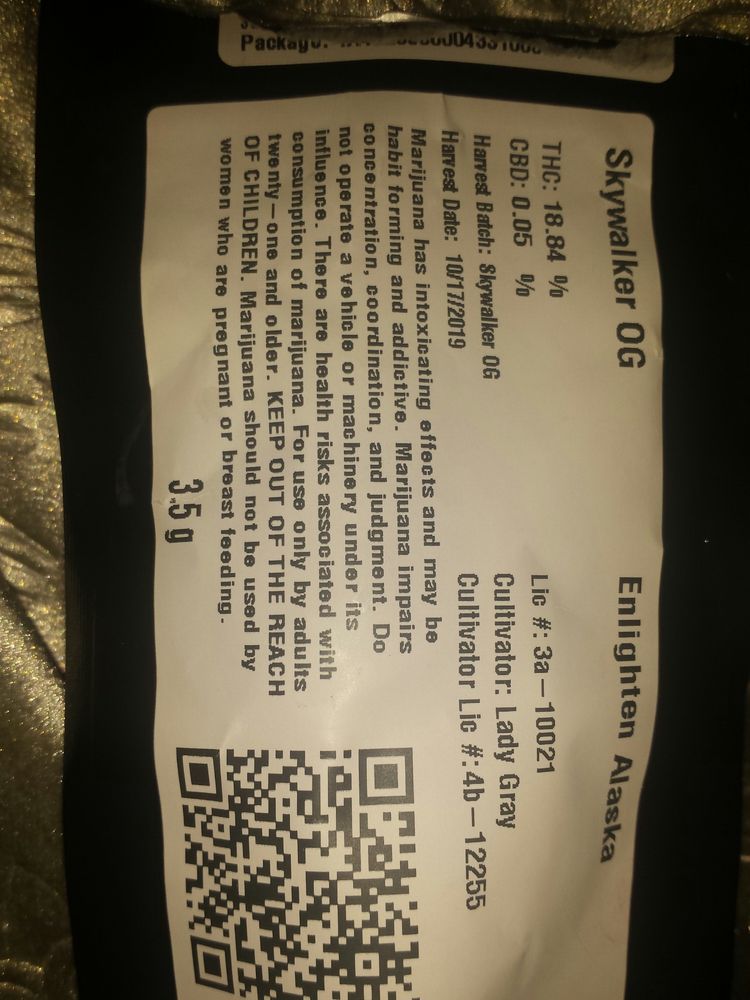 Package:
Skywalker OG
Enlighten Alaska
THC: 18.84 %
Lic #: 3a-10021
CBD: 0.05 %
Cultivator: Lady Gray
Harvest Batch: Skywalker OG
Cultivator Lic #:4b-12255
Harvest Date: 10/17/2019
Marijuana has intoxicating effects and may be
habit forming and addictive. Marijuana impairs
concentration, coordination, and judgment. Do
not operate a vehicle or machinery under its
influence. There are health risks associated with
consumption of marijuana. For use only by adults
twenty-one and older. KEEP OUT OF THE REACH
OF CHILDREN. Marijuana should not be used by
women who are pregnant or breast feeding.
3.5 g